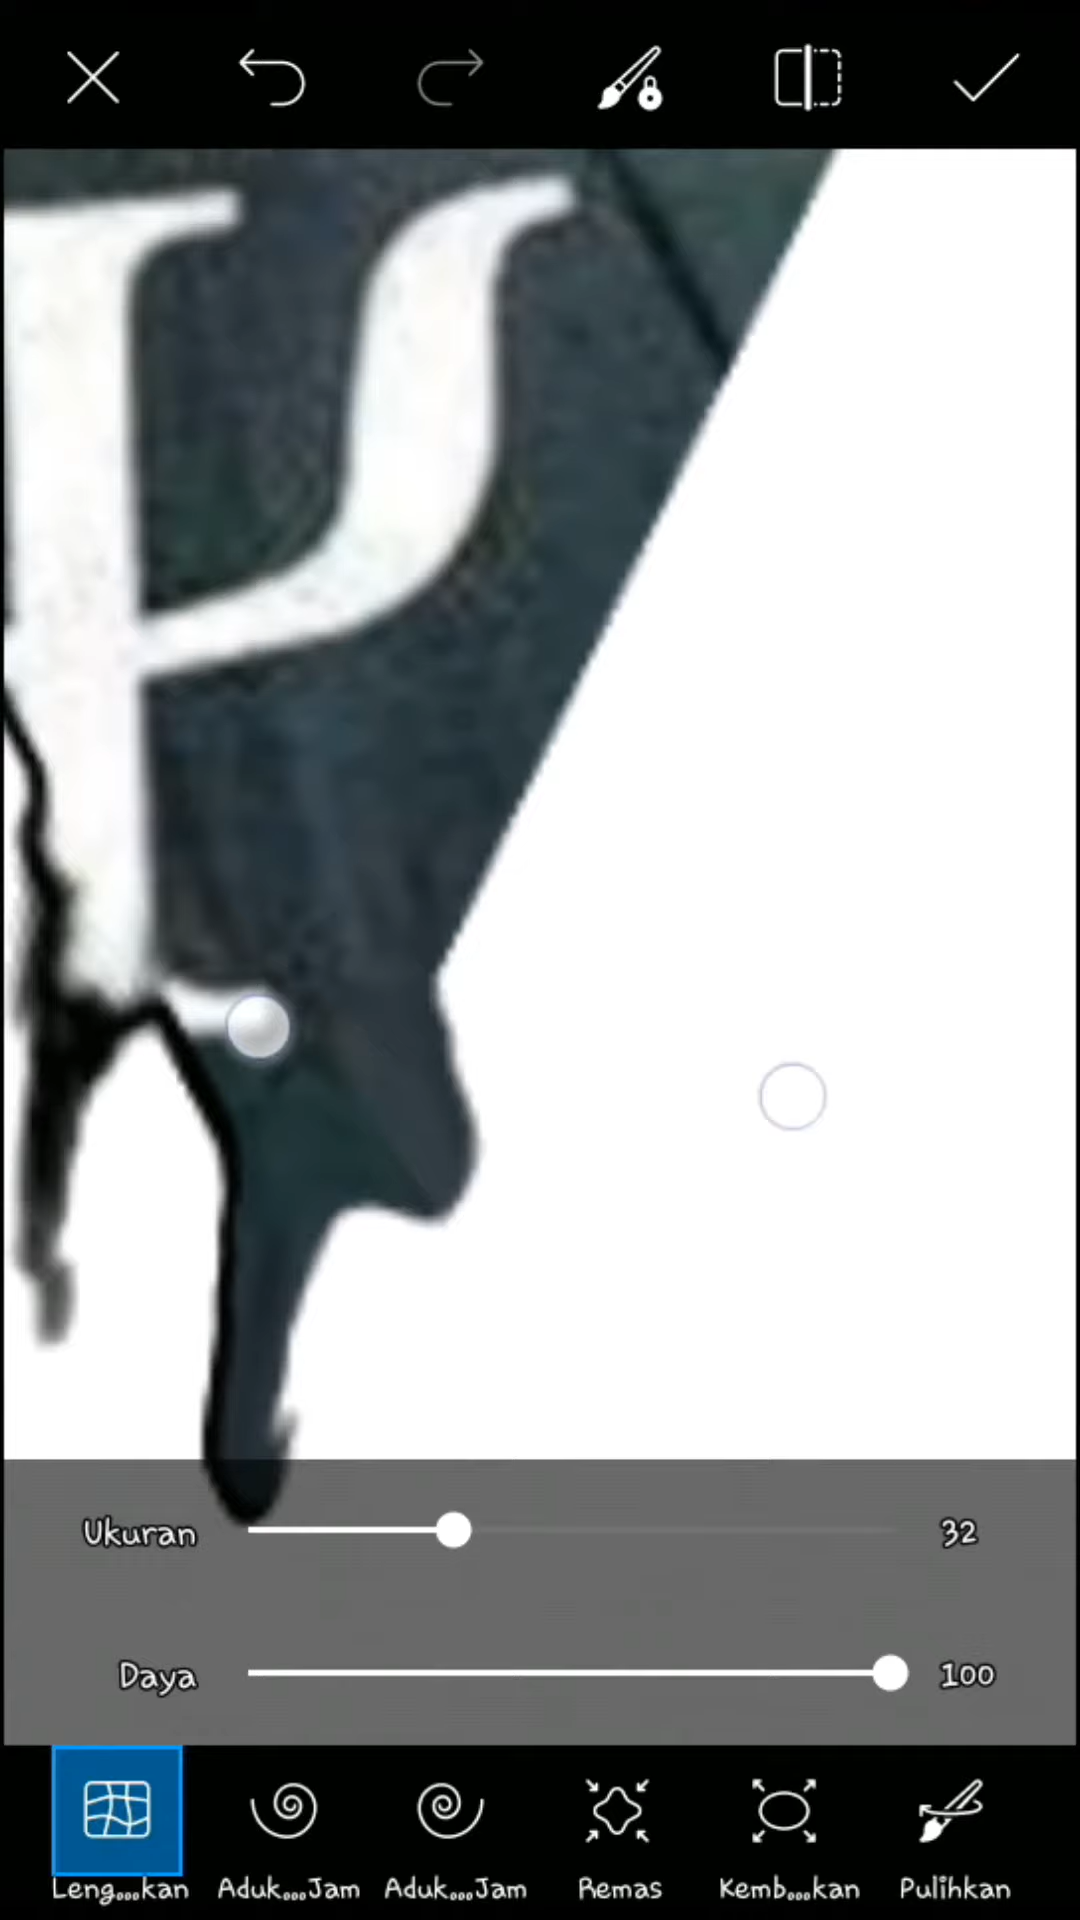 Ψ
Ukuran 32
Daya 100
Leng...kan Aduk...Jam Aduk...Jam Remas Kemb...kan Pulihkan